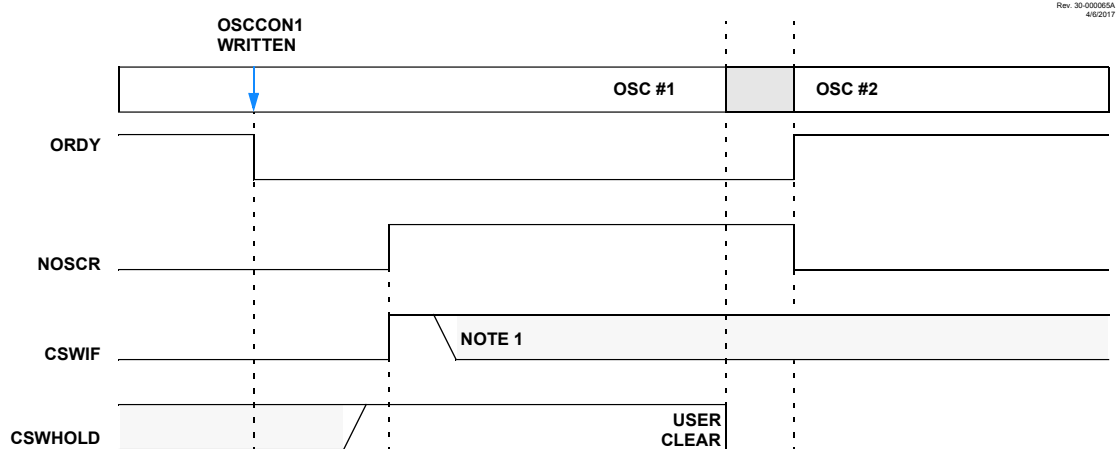 Rev. 30-000065A
4/6/2017
OSCCON1
WRITTEN
OSC #1
OSC #2
ORDY
NOSCR
CSWIF
NOTE 1
CSWHOLD
USER
CLEAR